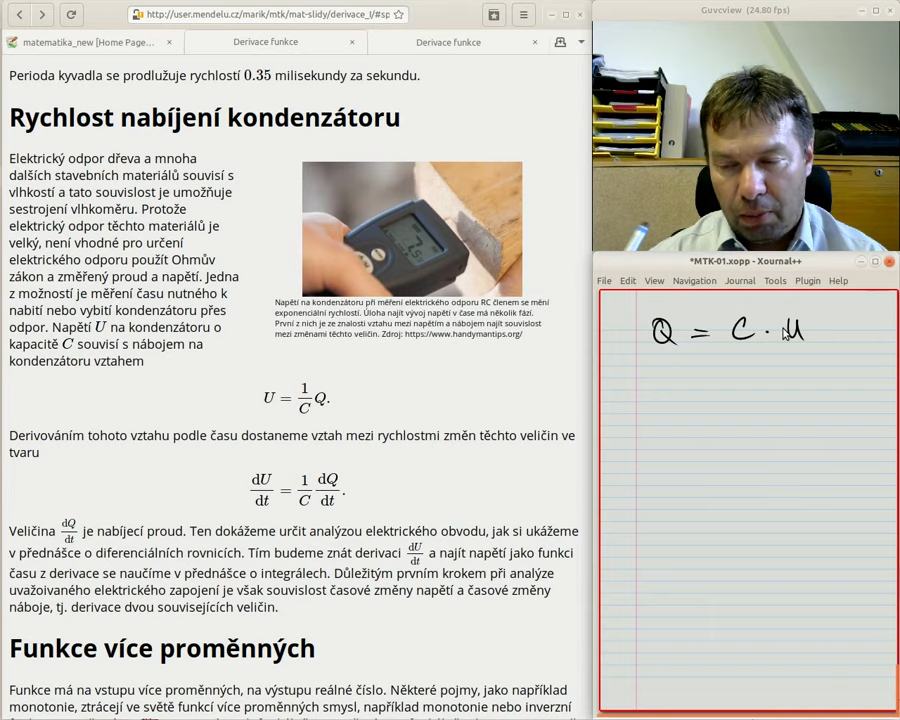 http://user.mendelu.cz/marik/mtk/mat-slidy/derivace_I/#sp
matematika_new [Home Page...
Derivace funkce
Derivace funkce
Perioda kyvadla se prodlužuje rychlostí 0.35 milisekundy za sekundu.
Rychlost nabíjení kondenzátoru
Elektrický odpor dřeva a mnoha
dalších stavebních materiálů souvisí s
vlhkostí a tato souvislost je umožňuje
sestrojení vlhkoměru. Protože
elektrický odpor těchto materiálů je
velký, není vhodné pro určení
elektrického odporu použít Ohmův
zákon a změřený proud a napětí. Jedna
z možností je měření času nutného k
nabití nebo vybití kondenzátoru přes
odpor. Napětí U na kondenzátoru o
kapacitě C souvisí s nábojem na
kondenzátoru vztahem
Napětí na kondenzátoru při měření elektrického odporu RC členem se mění
exponenciální rychlostí. Úloha najít vývoj napětí v čase má několik fází.
První z nich je ze znalosti vztahu mezi napětím a nábojem najít souvislost
mezi změnami těchto veličin. Zdroj: https://www.handymantips.org/
U = 1/C Q.
Derivováním tohoto vztahu podle času dostaneme vztah mezi rychlostmi změn těchto veličin ve
tvaru
dU/dt = 1/C dQ/dt.
Veličina dQ/dt je nabíjecí proud. Ten dokážeme určit analýzou elektrického obvodu, jak si ukážeme
v přednášce o diferenciálních rovnicích. Tím budeme znát derivaci dU/dt a najít napětí jako funkci
času z derivace se naučíme v přednášce o integrálech. Důležitým prvním krokem při analýze
uvažoivaného elektrického zapojení je však souvislost časové změny napětí a časové změny
náboje, tj. derivace dvou souvisejících veličin.
Funkce více proměnných
Funkce má na vstupu více proměnných, na výstupu reálné číslo. Některé pojmy, jako například
monotonie, ztrácejí ve světě funkcí více proměnných smysl, například monotonie nebo inverzní
Guvcview (24.80 fps)
*MTK-01.xopp - Xournal++
File Edit View Navigation Journal Tools Plugin Help
Q = C · U